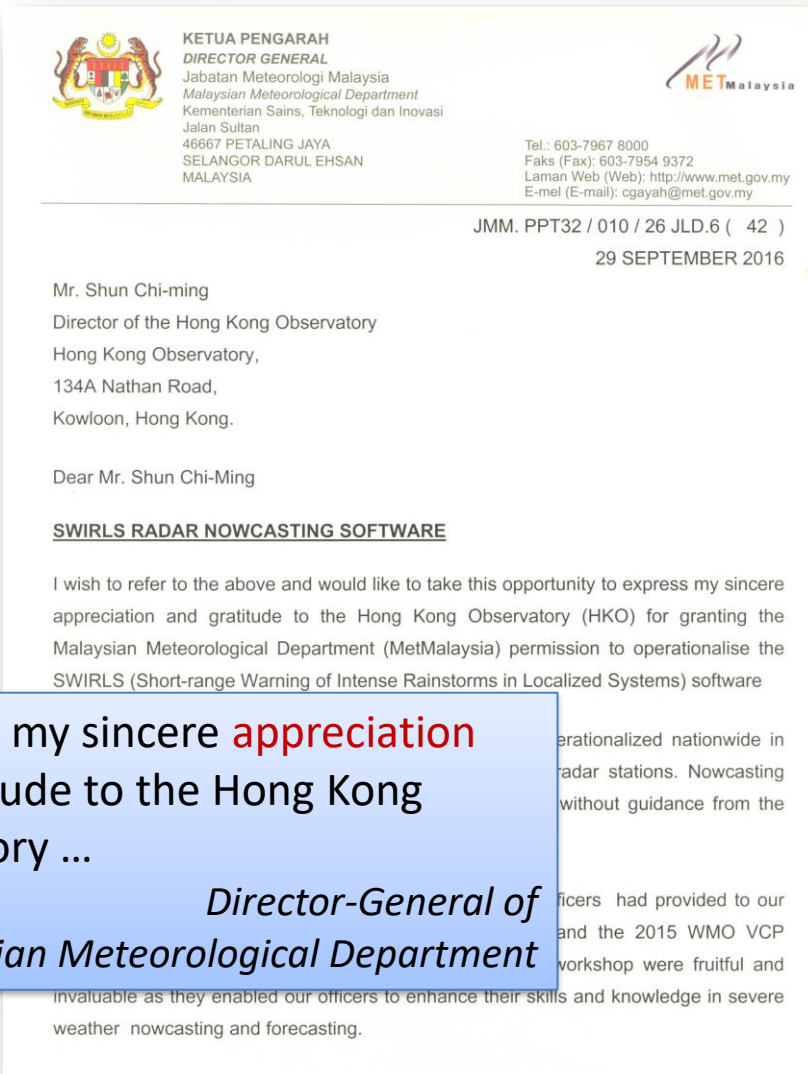 KETUA PENGARAH
DIRECTOR GENERAL
Jabatan Meteorologi Malaysia
Malaysian Meteorological Department
Kementerian Sains, Teknologi dan Inovasi
Jalan Sultan
46667 PETALING JAYA
SELANGOR DARUL EHSAN
MALAYSIA
METMalaysia
Tel.: 603-7967 8000
Faks (Fax): 603-7954 9372
Laman Web (Web): http://www.met.gov.my
E-mel (E-mail): cgayah@met.gov.my
JMM. PPT32 / 010 / 26 JLD.6 ( 42 )
29 SEPTEMBER 2016
Mr. Shun Chi-ming
Director of the Hong Kong Observatory
Hong Kong Observatory,
134A Nathan Road,
Kowloon, Hong Kong.
Dear Mr. Shun Chi-Ming
SWIRLS RADAR NOWCASTING SOFTWARE
I wish to refer to the above and would like to take this opportunity to express my sincere
appreciation and gratitude to the Hong Kong Observatory (HKO) for granting the
Malaysian Meteorological Department (MetMalaysia) permission to operationalise the
SWIRLS (Short-range Warning of Intense Rainstorms in Localized Systems) software
my sincere appreciation
ude to the Hong Kong
ory …
Director-General of
ian Meteorological Department
erationalized nationwide in
radar stations. Nowcasting
without guidance from the
ficers had provided to our
and the 2015 WMO VCP
workshop were fruitful and
invaluable as they enabled our officers to enhance their skills and knowledge in severe
weather nowcasting and forecasting.